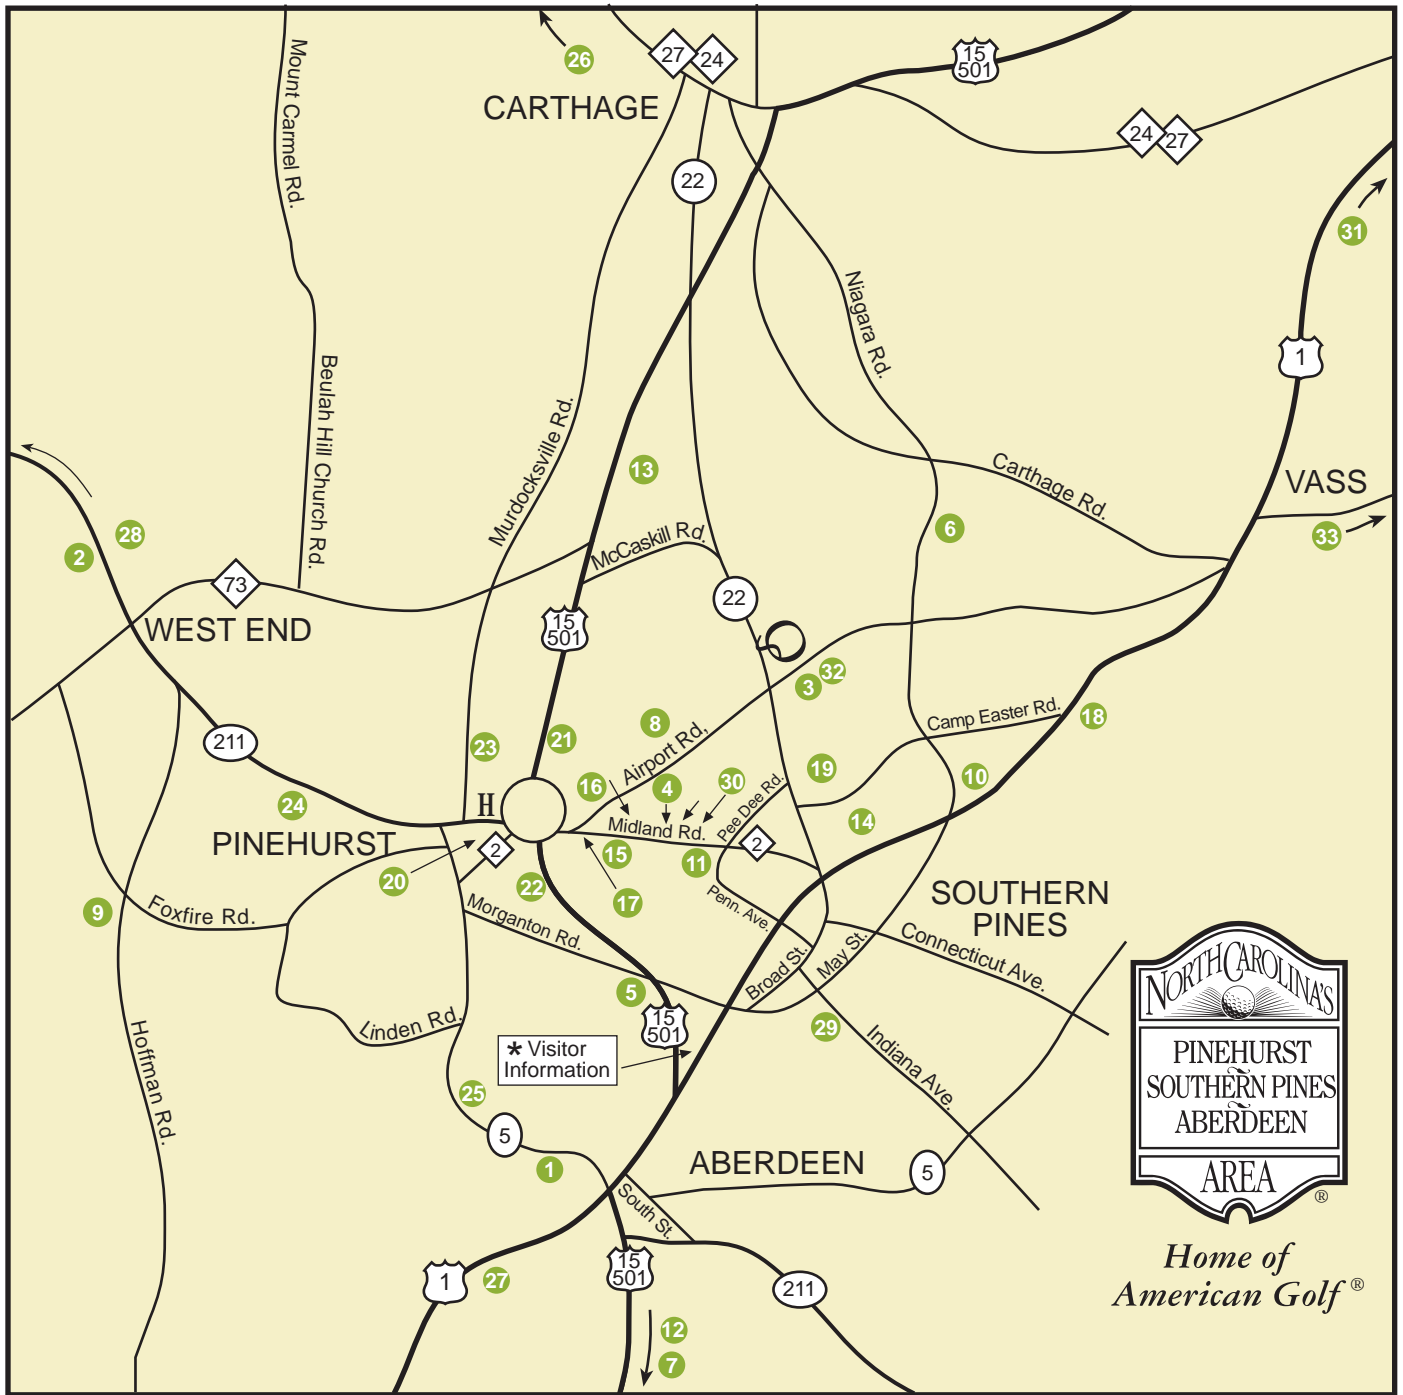 26
27
24
15
501
CARTHAGE
Mount Carmel Rd.
24
27
22
31
Niagara Rd.
1
Beulah Hill Church Rd.
Murdocksville Rd.
13
Carthage Rd.
VASS
6
33
28
2
McCaskill Rd.
73
22
WEST END
15
501
32
3
8
Airport Rd,
Camp Easter Rd.
18
211
23
21
16
4
30
19
10
Pee Dee Rd.
24
H
Midland Rd.
14
PINEHURST
2
15
11
2
20
22
17
Penn. Ave.
SOUTHERN
PINES
9
Foxfire Rd.
Morganton Rd.
Connecticut Ave.
Broad St.
May St.
5
15
501
29
Linden Rd.
Hoffman Rd.
* Visitor
Information
Indiana Ave.
25
5
1
ABERDEEN
5
South St.
1
27
15
501
211
12
7
NORTH CAROLINA'S
PINEHURST
~
SOUTHERN PINES
~
ABERDEEN
AREA
®
Home of
American Golf ®